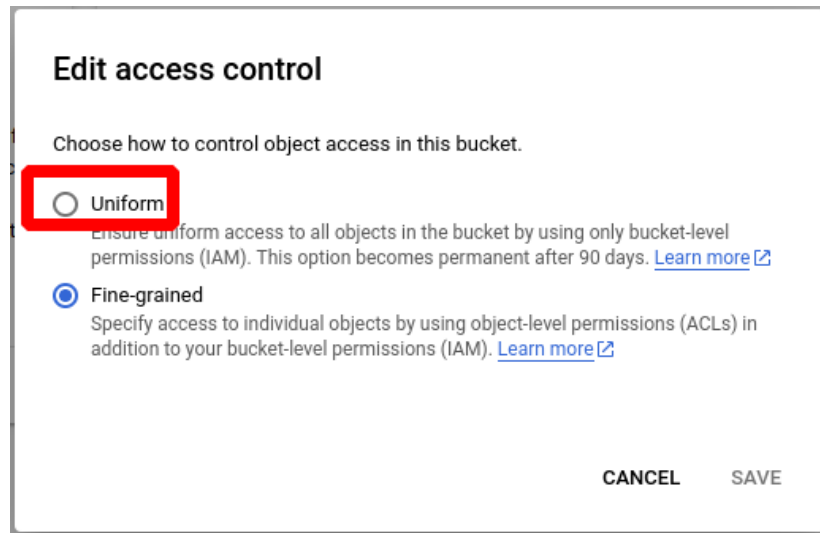 Edit access control
Choose how to control object access in this bucket.
Uniform
Ensure uniform access to all objects in the bucket by using only bucket-level
permissions (IAM). This option becomes permanent after 90 days. Learn more
Fine-grained
Specify access to individual objects by using object-level permissions (ACLs) in
addition to your bucket-level permissions (IAM). Learn more
CANCEL SAVE